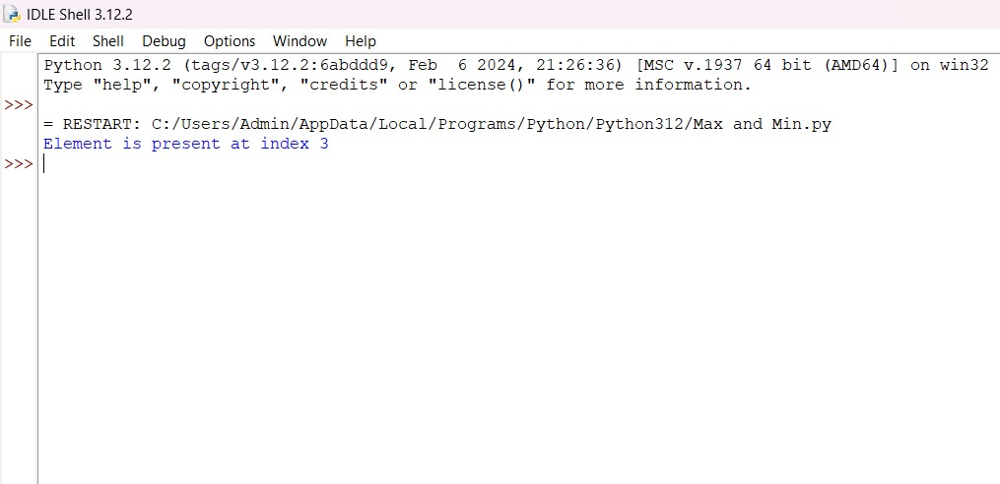 IDLE Shell 3.12.2
File Edit Shell Debug Options Window Help
Python 3.12.2 (tags/v3.12.2:6abddd9, Feb  6 2024, 21:26:36) [MSC v.1937 64 bit (AMD64)] on win32
Type "help", "copyright", "credits" or "license()" for more information.
>>>
= RESTART: C:/Users/Admin/AppData/Local/Programs/Python/Python312/Max and Min.py
Element is present at index 3
>>>